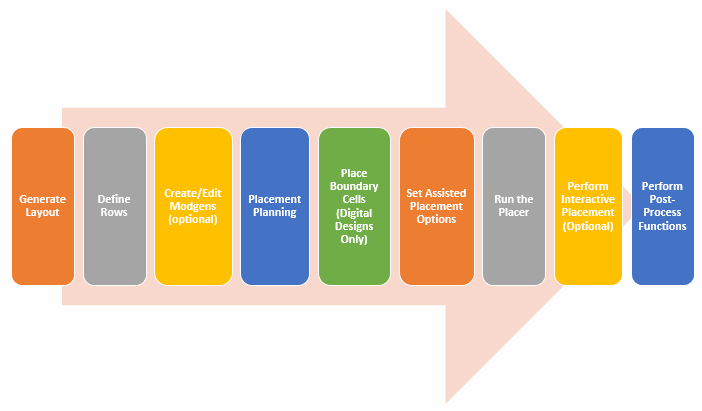 Generate
Layout
Define
Rows
Create/Edit
Modgens
(optional)
Placement
Planning
Place
Boundary
Cells
(Digital
Designs
Only)
Set Assisted
Placement
Options
Run the
Placer
Perform
Interactive
Placement
(Optional)
Perform
Post-
Process
Functions